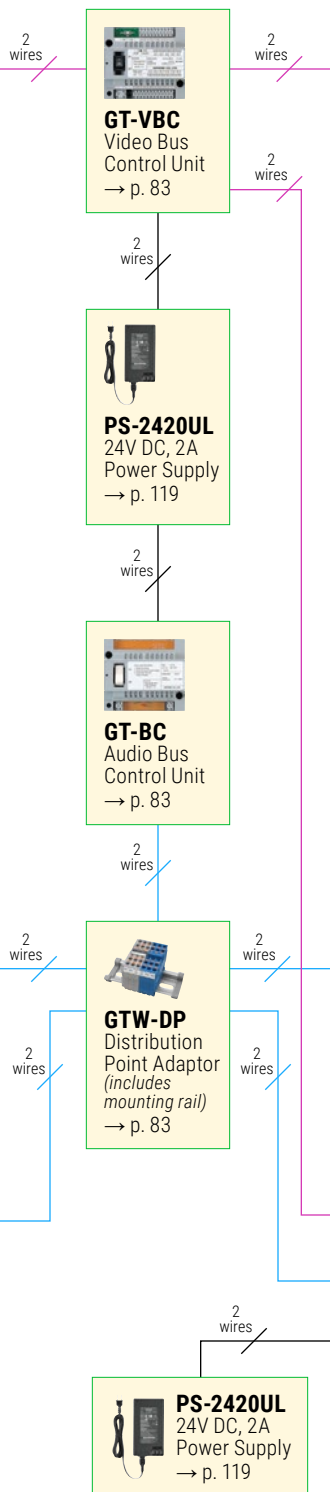 2
wires
2
wires
GT-VBC
Video Bus
Control Unit
→ p. 83
2
wires
2
wires
PS-2420UL
24V DC, 2A
Power Supply
→ p. 119
2
wires
GT-BC
Audio Bus
Control Unit
→ p. 83
2
wires
2
wires
2
wires
GTW-DP
Distribution
Point Adaptor
(includes
mounting rail)
→ p. 83
2
wires
2
wires
2
wires
PS-2420UL
24V DC, 2A
Power Supply
→ p. 119